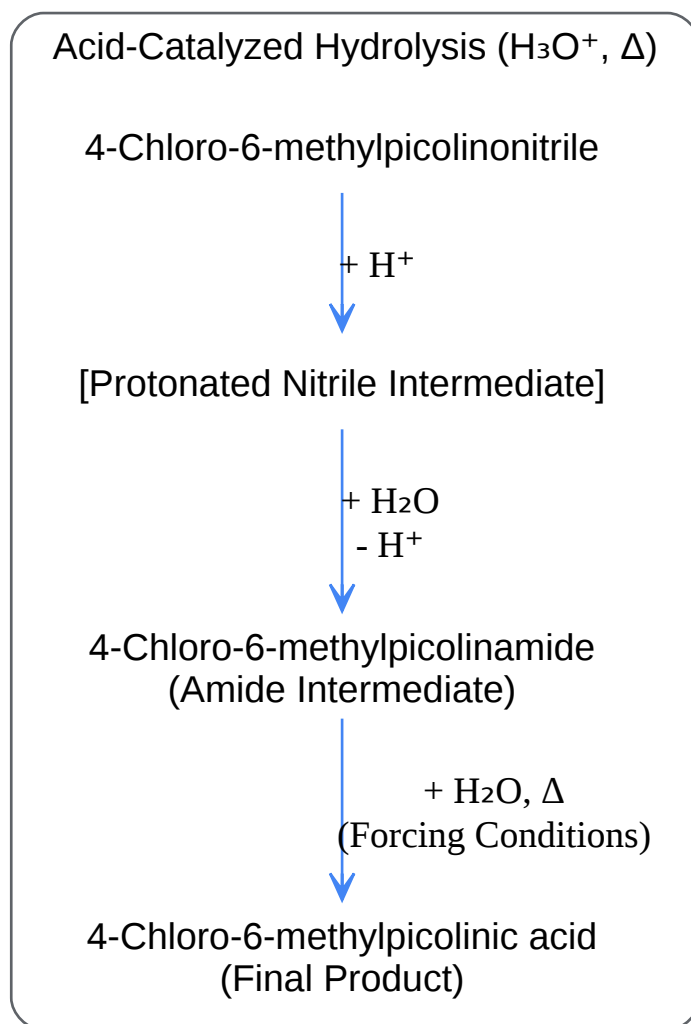 Acid-Catalyzed Hydrolysis (H₃O⁺, Δ)
4-Chloro-6-methylpicolinonitrile
+ H⁺
[Protonated Nitrile Intermediate]
+ H₂O
- H⁺
4-Chloro-6-methylpicolinamide
(Amide Intermediate)
+ H₂O, Δ
(Forcing Conditions)
4-Chloro-6-methylpicolinic acid
(Final Product)